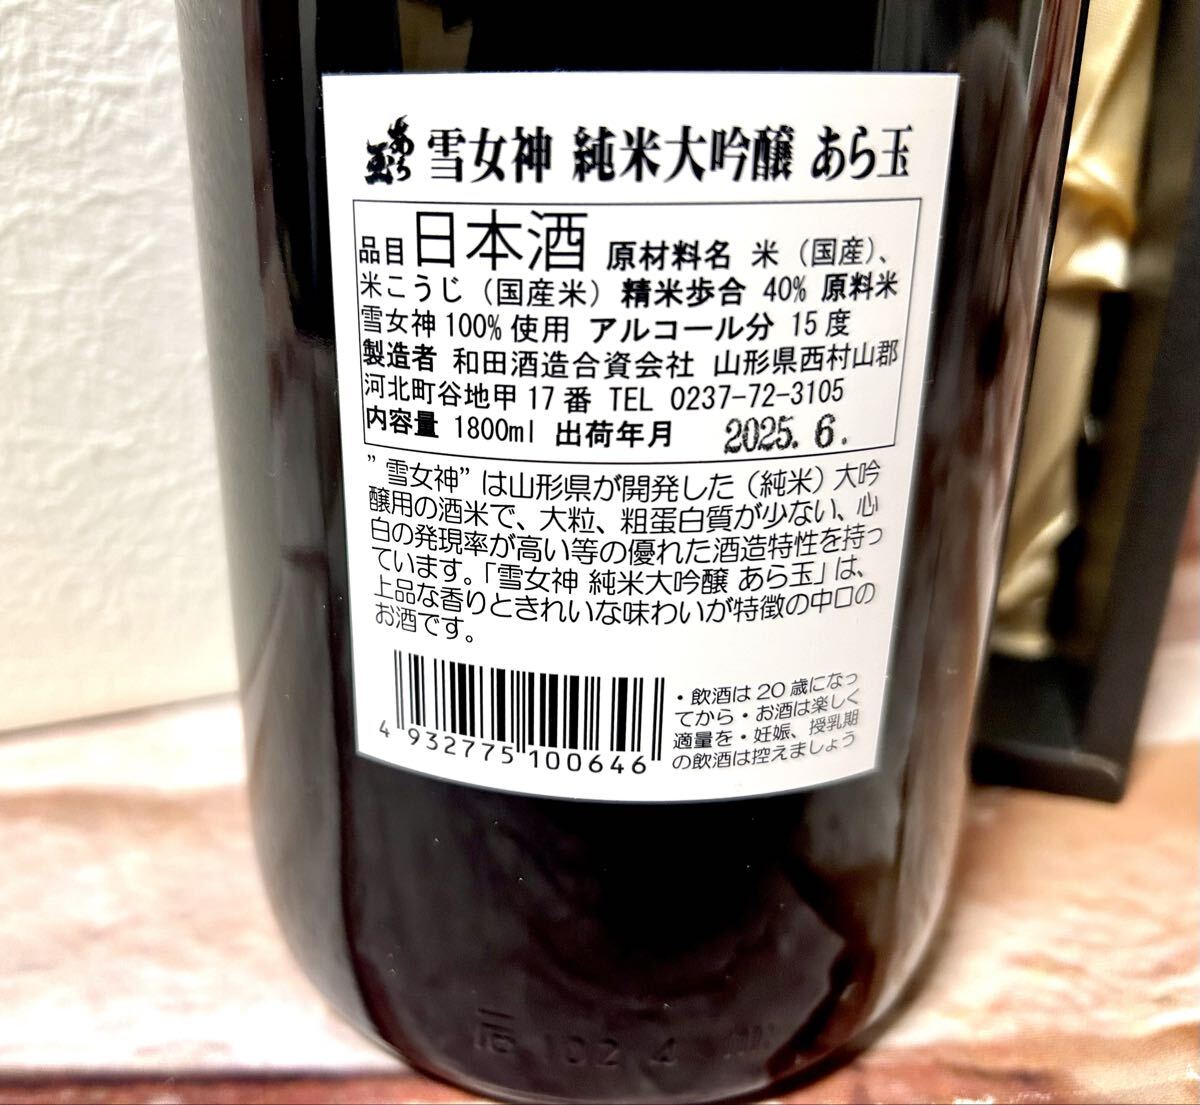 あら玉 雪女神 純米大吟醸 あら玉
品目 日本酒 原材料名 米（国産）、
米こうじ（国産米）精米歩合 40% 原料米
雪女神 100% 使用 アルコール分 15 度
製造者 和田酒造合資会社 山形県西村山郡
河北町谷地甲 17 番 TEL 0237-72-3105
内容量 1800ml 出荷年月 2025. 6.
”雪女神”は山形県が開発した（純米）大吟
醸用の酒米で、大粒、粗蛋白質が少ない、心
白の発現率が高い等の優れた酒造特性を持っ
ています。「雪女神 純米大吟醸 あら玉」は、
上品な香りときれいな味わいが特徴の中口の
お酒です。
4 932775 100646
・飲酒は 20 歳になっ
てから・お酒は楽しく
適量を・妊娠、授乳期
の飲酒は控えましょう
102 4